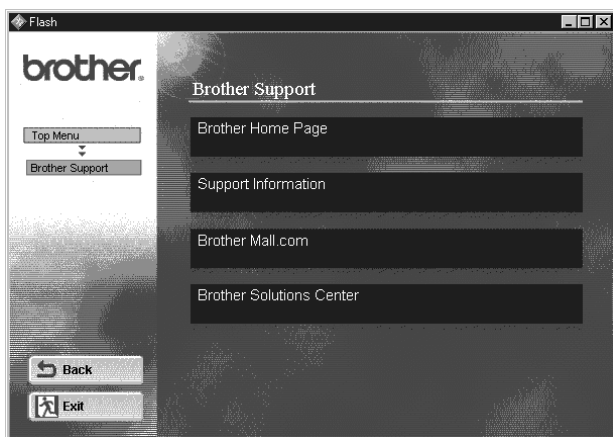 Flash
brother.
Top Menu
Brother Support
Brother Support
Brother Home Page
Support Information
Brother Mall.com
Brother Solutions Center
Back
Exit